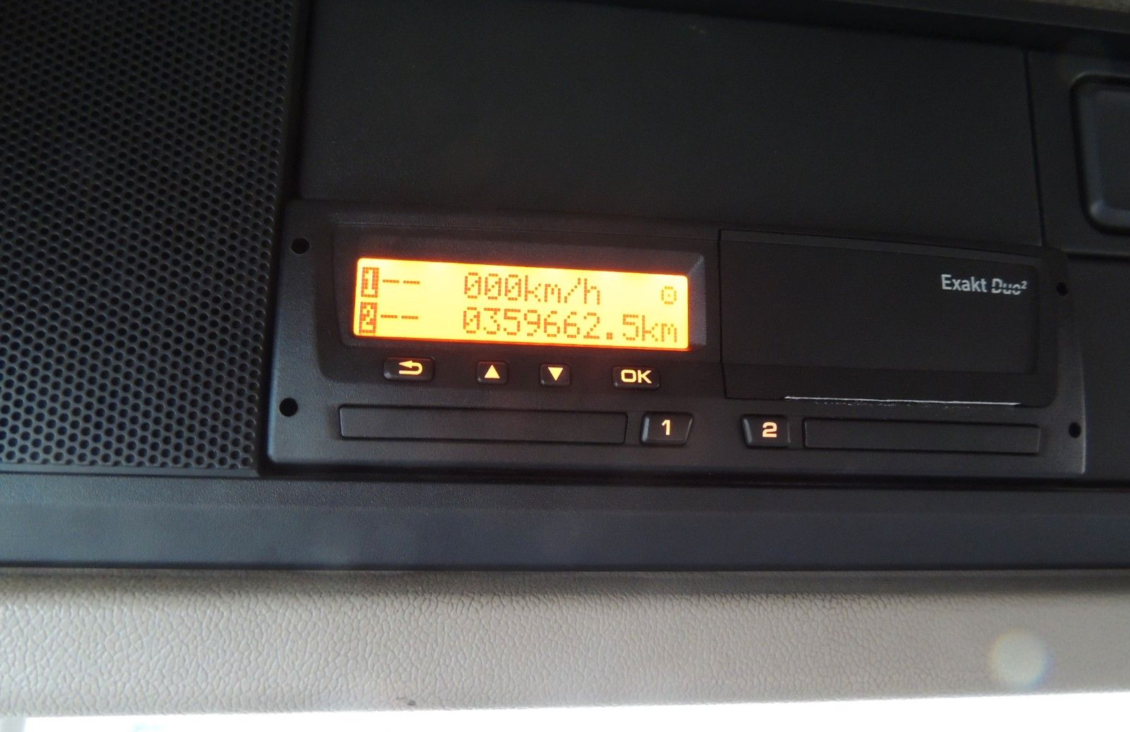 1-- 000km/h
2-- 0359662.5km
Exakt Duo²
OK
1
2